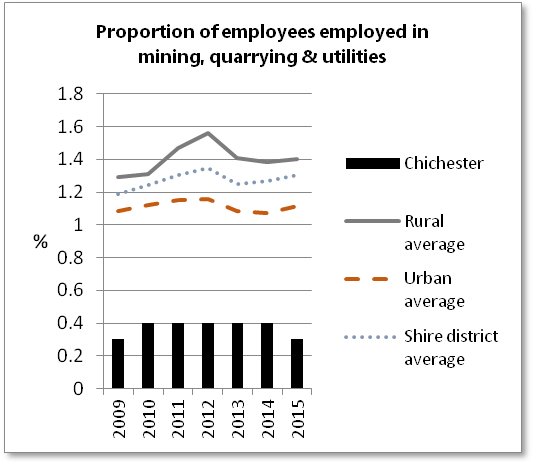 Proportion of employees employed in
mining, quarrying & utilities
1.8
1.6
1.4
1.2
1
0.8
0.6
0.4
0.2
0
%
2009
2010
2011
2012
2013
2014
2015
Chichester
Rural
average
Urban
average
Shire district
average